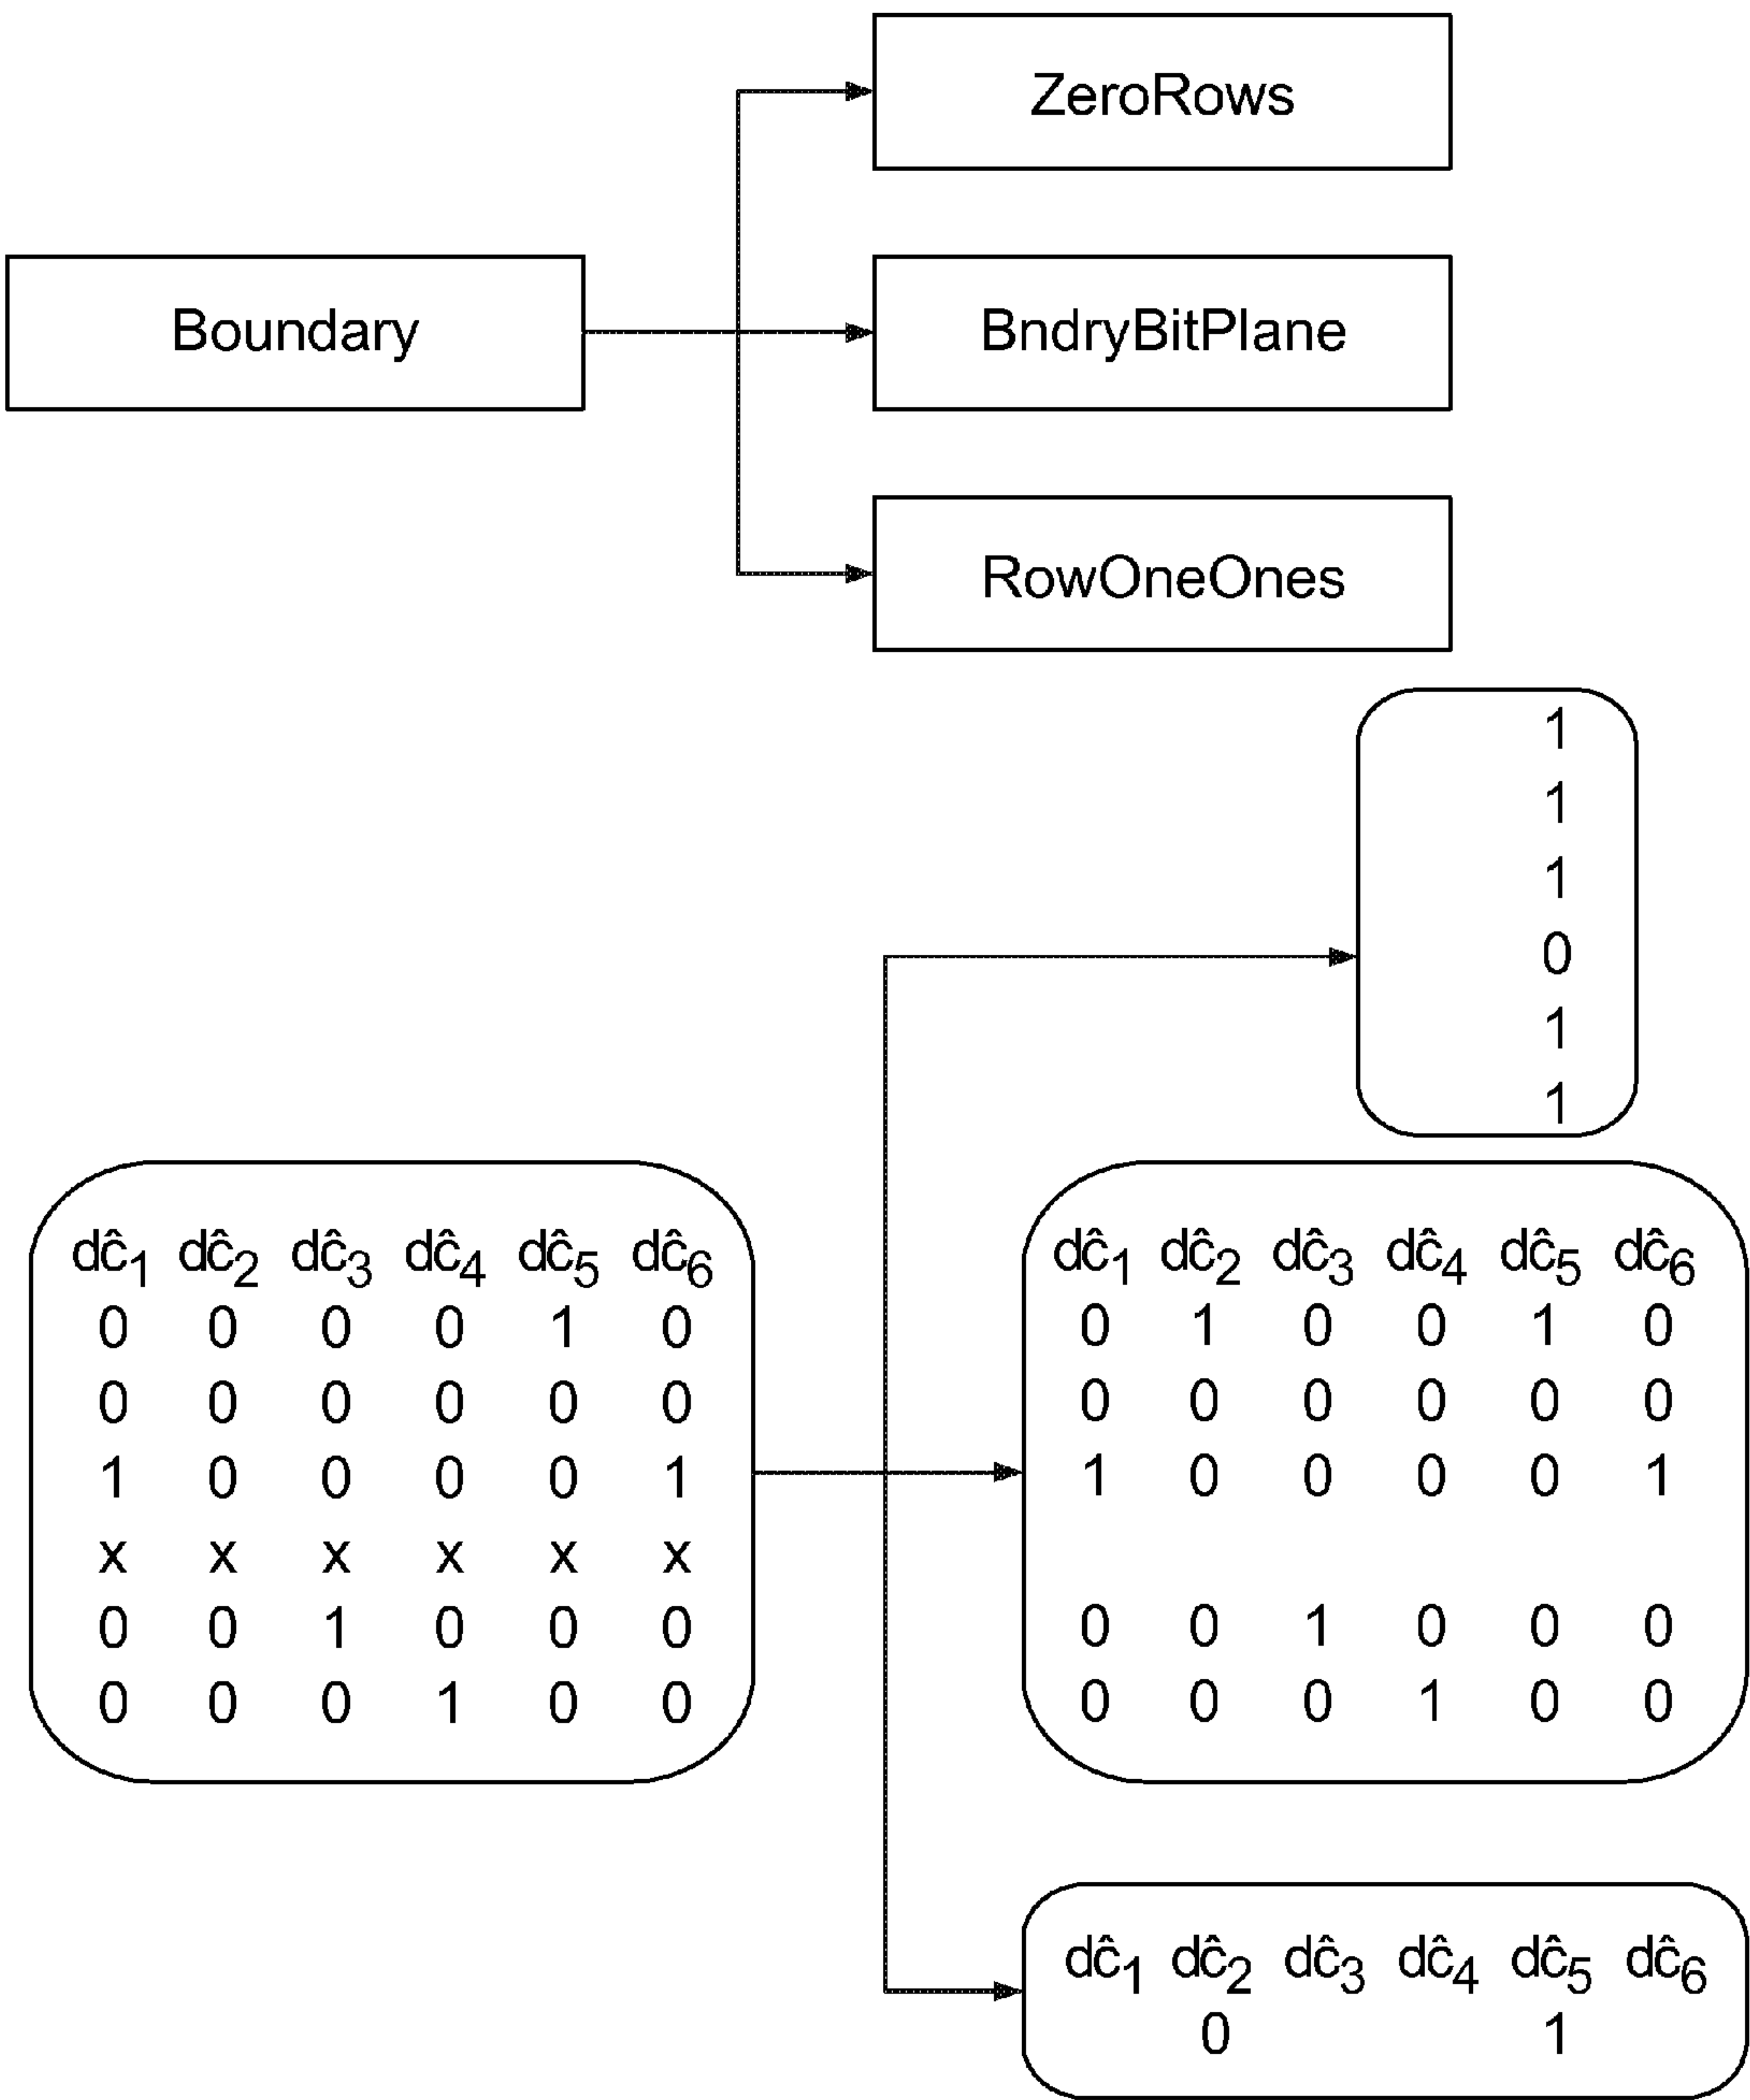 ZeroRows
Boundary
BndryBitPlane
RowOneOnes
1
1
1
0
1
1
dĉ1 dĉ2 dĉ3 dĉ4 dĉ5 dĉ6
0 0 0 0 1 0
0 0 0 0 0 0
1 0 0 0 0 1
x x x x x x
0 0 1 0 0 0
0 0 0 1 0 0
dĉ1 dĉ2 dĉ3 dĉ4 dĉ5 dĉ6
0 1 0 0 1 0
0 0 0 0 0 0
1 0 0 0 0 1
0 0 1 0 0 0
0 0 0 1 0 0
dĉ1 dĉ2 dĉ3 dĉ4 dĉ5 dĉ6
0 1